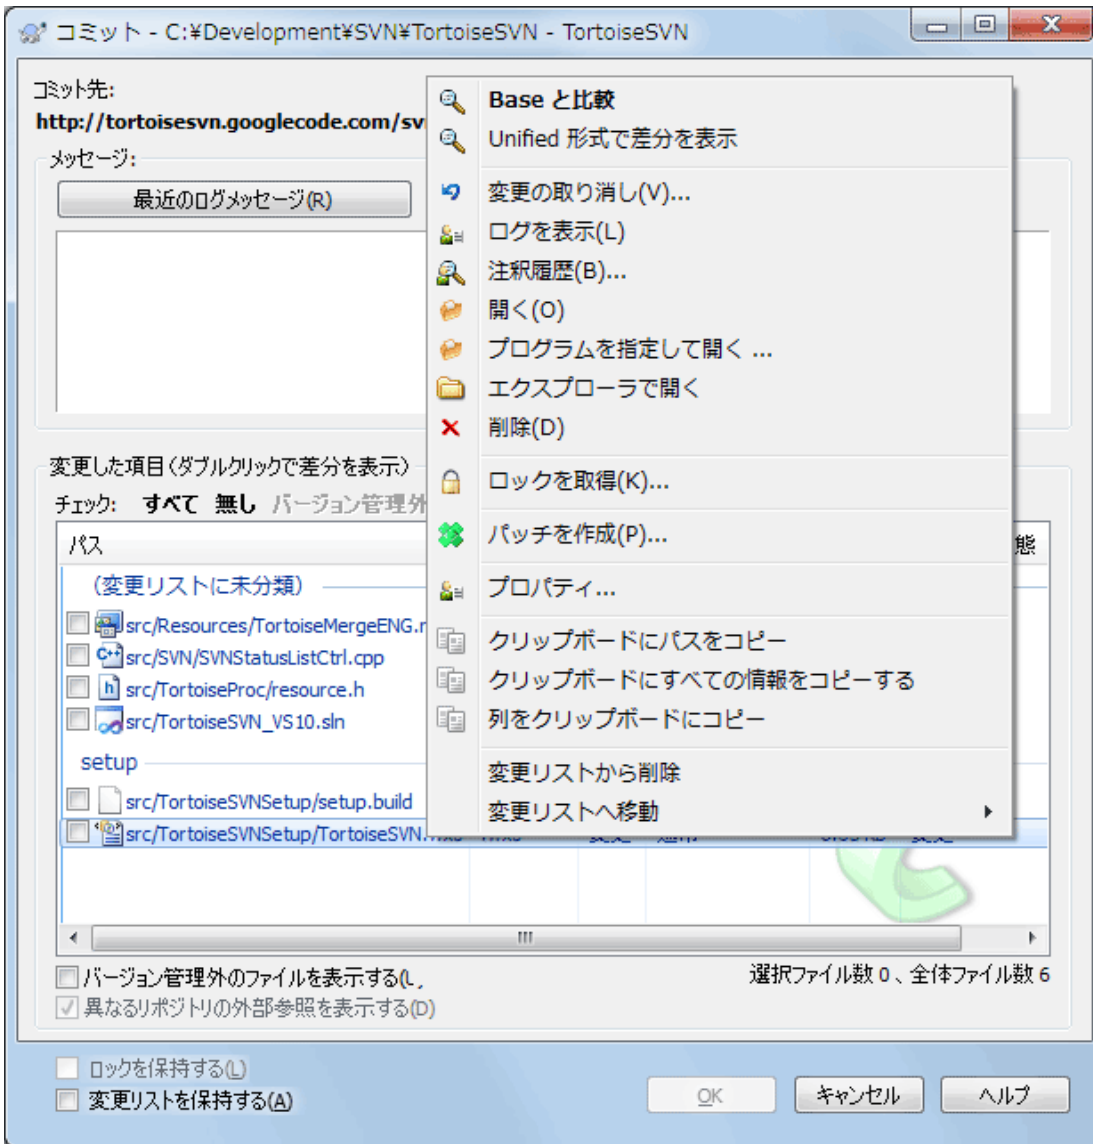 コミット - C:¥Development¥SVN¥TortoiseSVN - TortoiseSVN
コミット先:
http://tortoisesvn.googlecode.com/sv
メッセージ:
最近のログメッセージ(R)
Base と比較
Unified 形式で差分を表示
変更の取り消し(V)...
ログを表示(L)
注釈履歴(B)...
開く(O)
プログラムを指定して開く ...
エクスプローラで開く
削除(D)
ロックを取得(K)...
パッチを作成(P)...
プロパティ...
クリップボードにパスをコピー
クリップボードにすべての情報をコピーする
列をクリップボードにコピー
変更リストから削除
変更リストへ移動
変更した項目(ダブルクリックで差分を表示)
チェック: すべて 無し バージョン管理外
パス 態
(変更リストに未分類)
src/Resources/TortoiseMergeENG.r
src/SVN/SVNStatusListCtrl.cpp
src/TortoiseProc/resource.h
src/TortoiseSVN_VS10.sln
setup
src/TortoiseSVNSetup/setup.build
src/TortoiseSVNSetup/TortoiseSVN.
バージョン管理外のファイルを表示する(L,
選択ファイル数 0、全体ファイル数 6
異なるリポジトリの外部参照を表示する(D)
ロックを保持する(L)
変更リストを保持する(A)
OK キャンセル ヘルプ